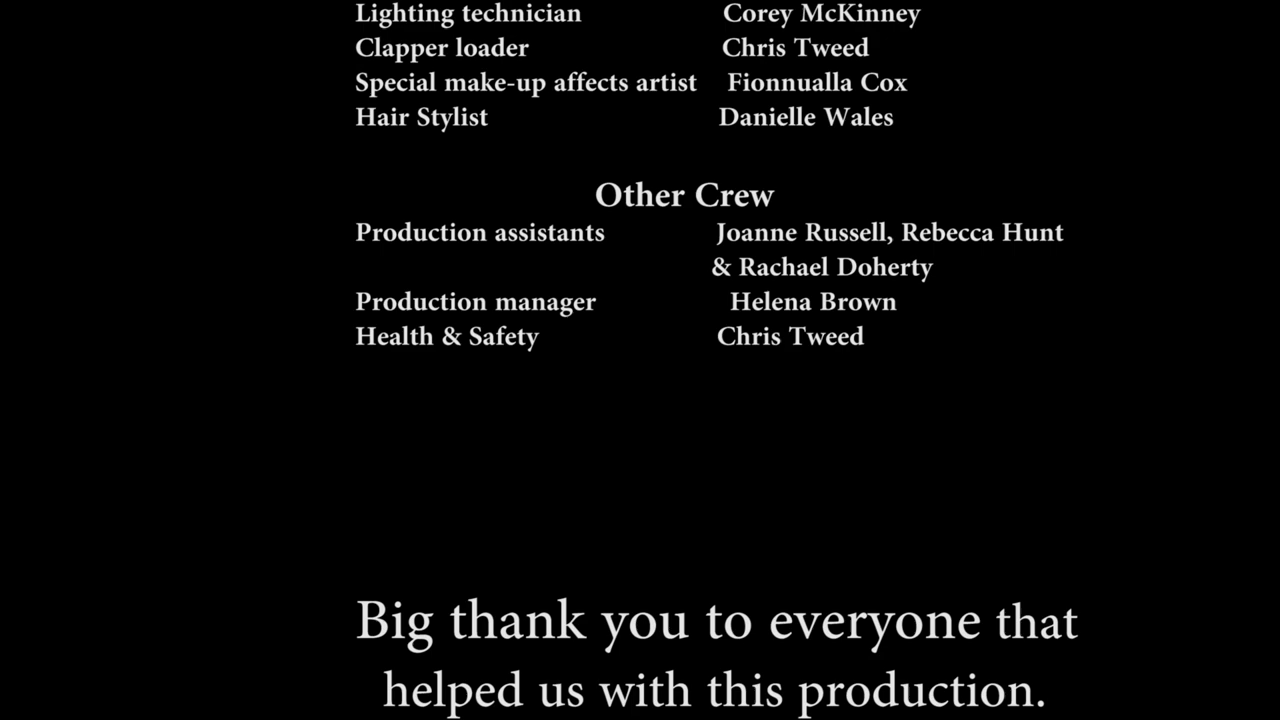 Lighting technician Corey McKinney
Clapper loader Chris Tweed
Special make-up affects artist Fionnualla Cox
Hair Stylist Danielle Wales
Other Crew
Production assistants Joanne Russell, Rebecca Hunt
& Rachael Doherty
Production manager Helena Brown
Health & Safety Chris Tweed
Big thank you to everyone that
helped us with this production.